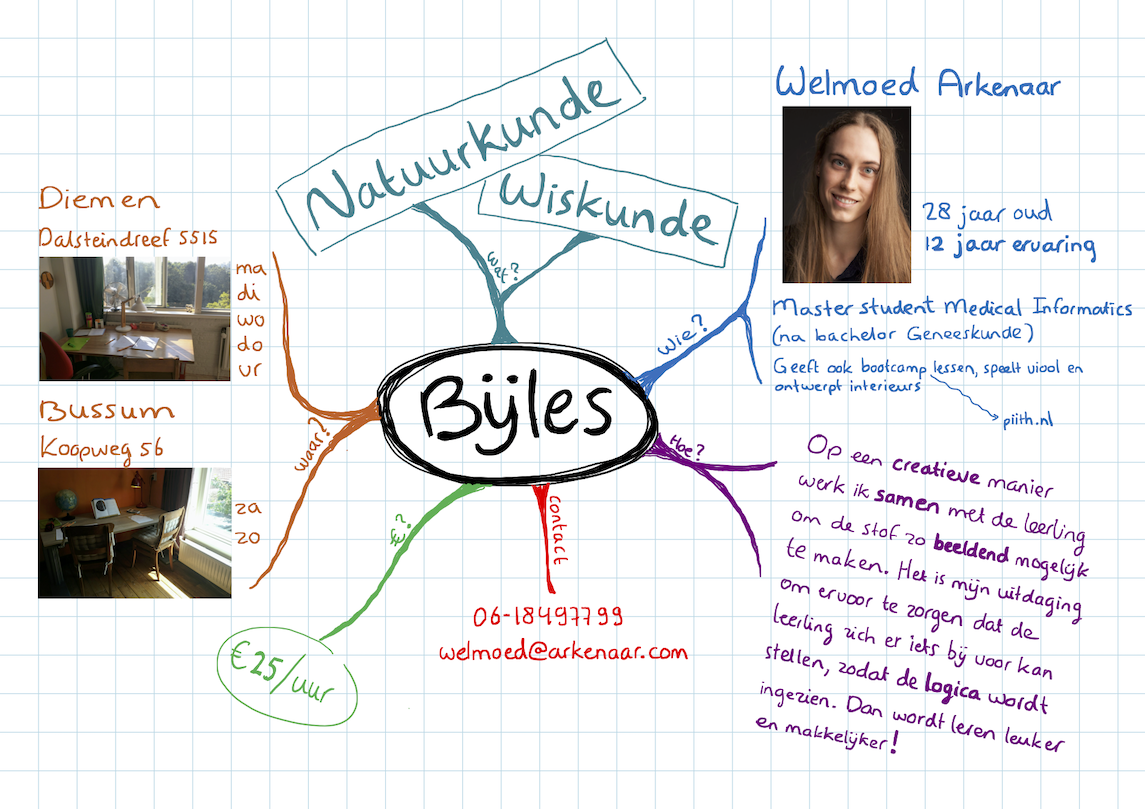 Natuurkunde
Wiskunde
wat?
Welmoed Arkenaar
28 jaar oud
12 jaar ervaring
Master student Medical Informatics
(na bachelor Geneeskunde)
Geeft ook bootcamp lessen, speelt viool en
ontwerpt interieurs
piith.nl
wie?
Diemen
Dalsteindreef 5515
ma
di
wo
do
vr
Bussum
Koopweg 56
za
zo
waar?
Bijles
Hoe?
Op een creatieve manier
werk ik samen met de leerling
om de stof zo beeldend mogelijk
te maken. Het is mijn uitdaging
om ervoor te zorgen dat de
leerling zich er iets bij voor kan
stellen, zodat de logica wordt
ingezien. Dan wordt leren leuker
en makkelijker!
€?
€25/uur
contact
06-18497799
welmoed@arkenaar.com